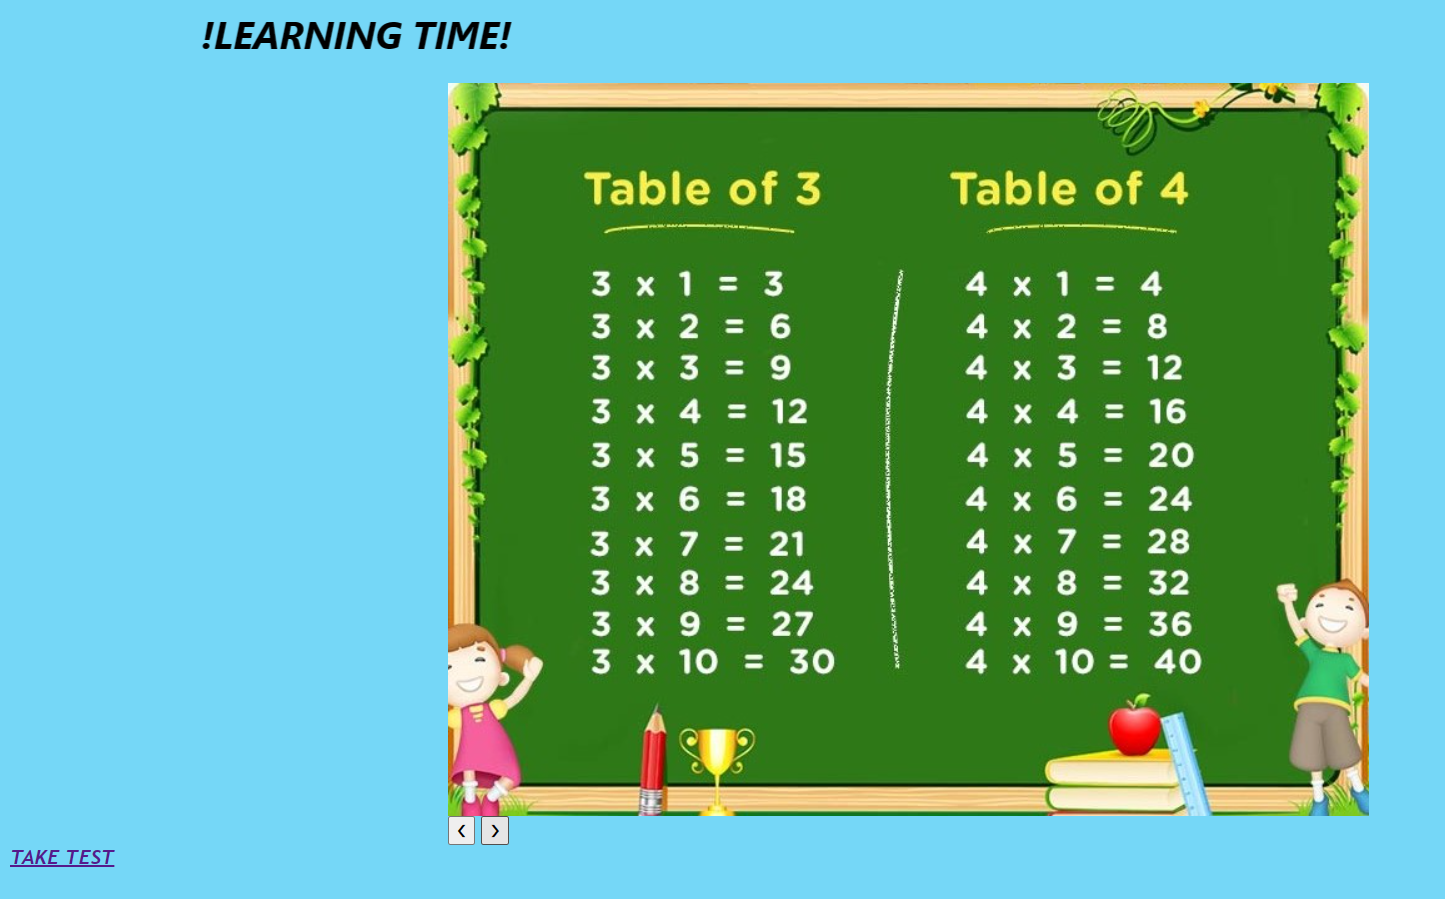 !LEARNING TIME!
Table of 3
3 x 1 = 3
3 x 2 = 6
3 x 3 = 9
3 x 4 = 12
3 x 5 = 15
3 x 6 = 18
3 x 7 = 21
3 x 8 = 24
3 x 9 = 27
3 x 10 = 30
Table of 4
4 x 1 = 4
4 x 2 = 8
4 x 3 = 12
4 x 4 = 16
4 x 5 = 20
4 x 6 = 24
4 x 7 = 28
4 x 8 = 32
4 x 9 = 36
4 x 10 = 40
‹ ›
TAKE TEST